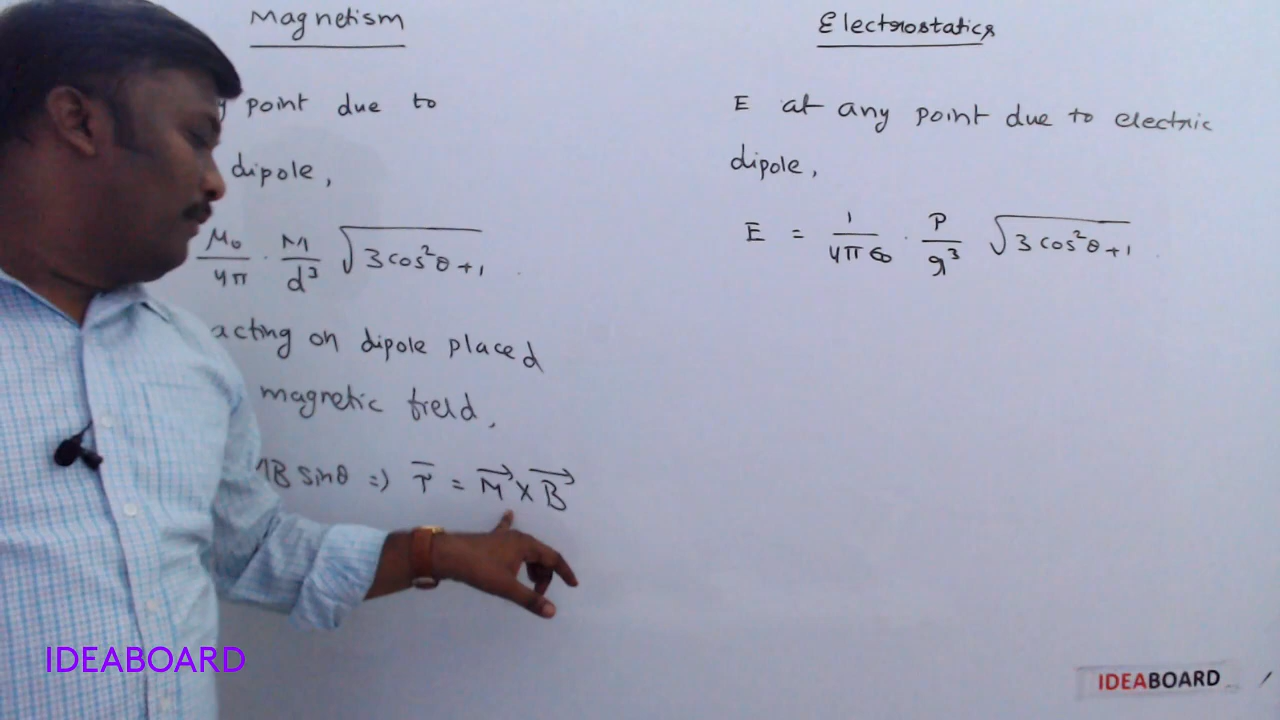 Magnetism
point due to
dipole,
μ₀/4π · M/d³ √(3cos²θ+1)
acting on dipole placed
magnetic field,
MB sinθ => τ̄ = M⃗ × B⃗
Electrostatics
E at any point due to electric
dipole,
E = 1/4πϵ₀ · P/r³ √(3cos²θ+1)
IDEABOARD
IDEABOARD